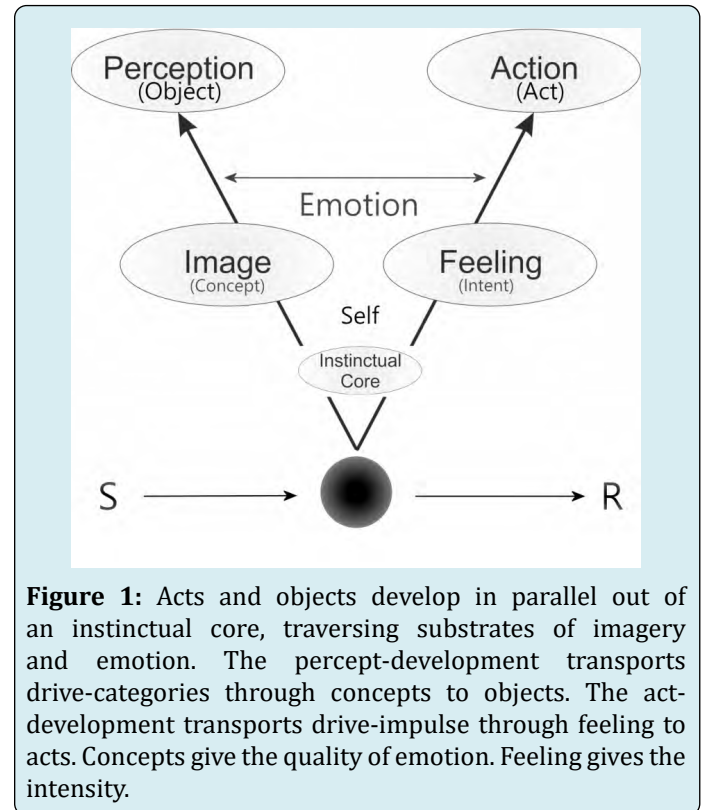 Perception
(Object)
Action
(Act)
Emotion
Image
(Concept)
Feeling
(Intent)
Self
Instinctual
Core
S
R
Figure 1: Acts and objects develop in parallel out of
an instinctual core, traversing substrates of imagery
and emotion. The percept-development transports
drive-categories through concepts to objects. The act-
development transports drive-impulse through feeling to
acts. Concepts give the quality of emotion. Feeling gives the
intensity.